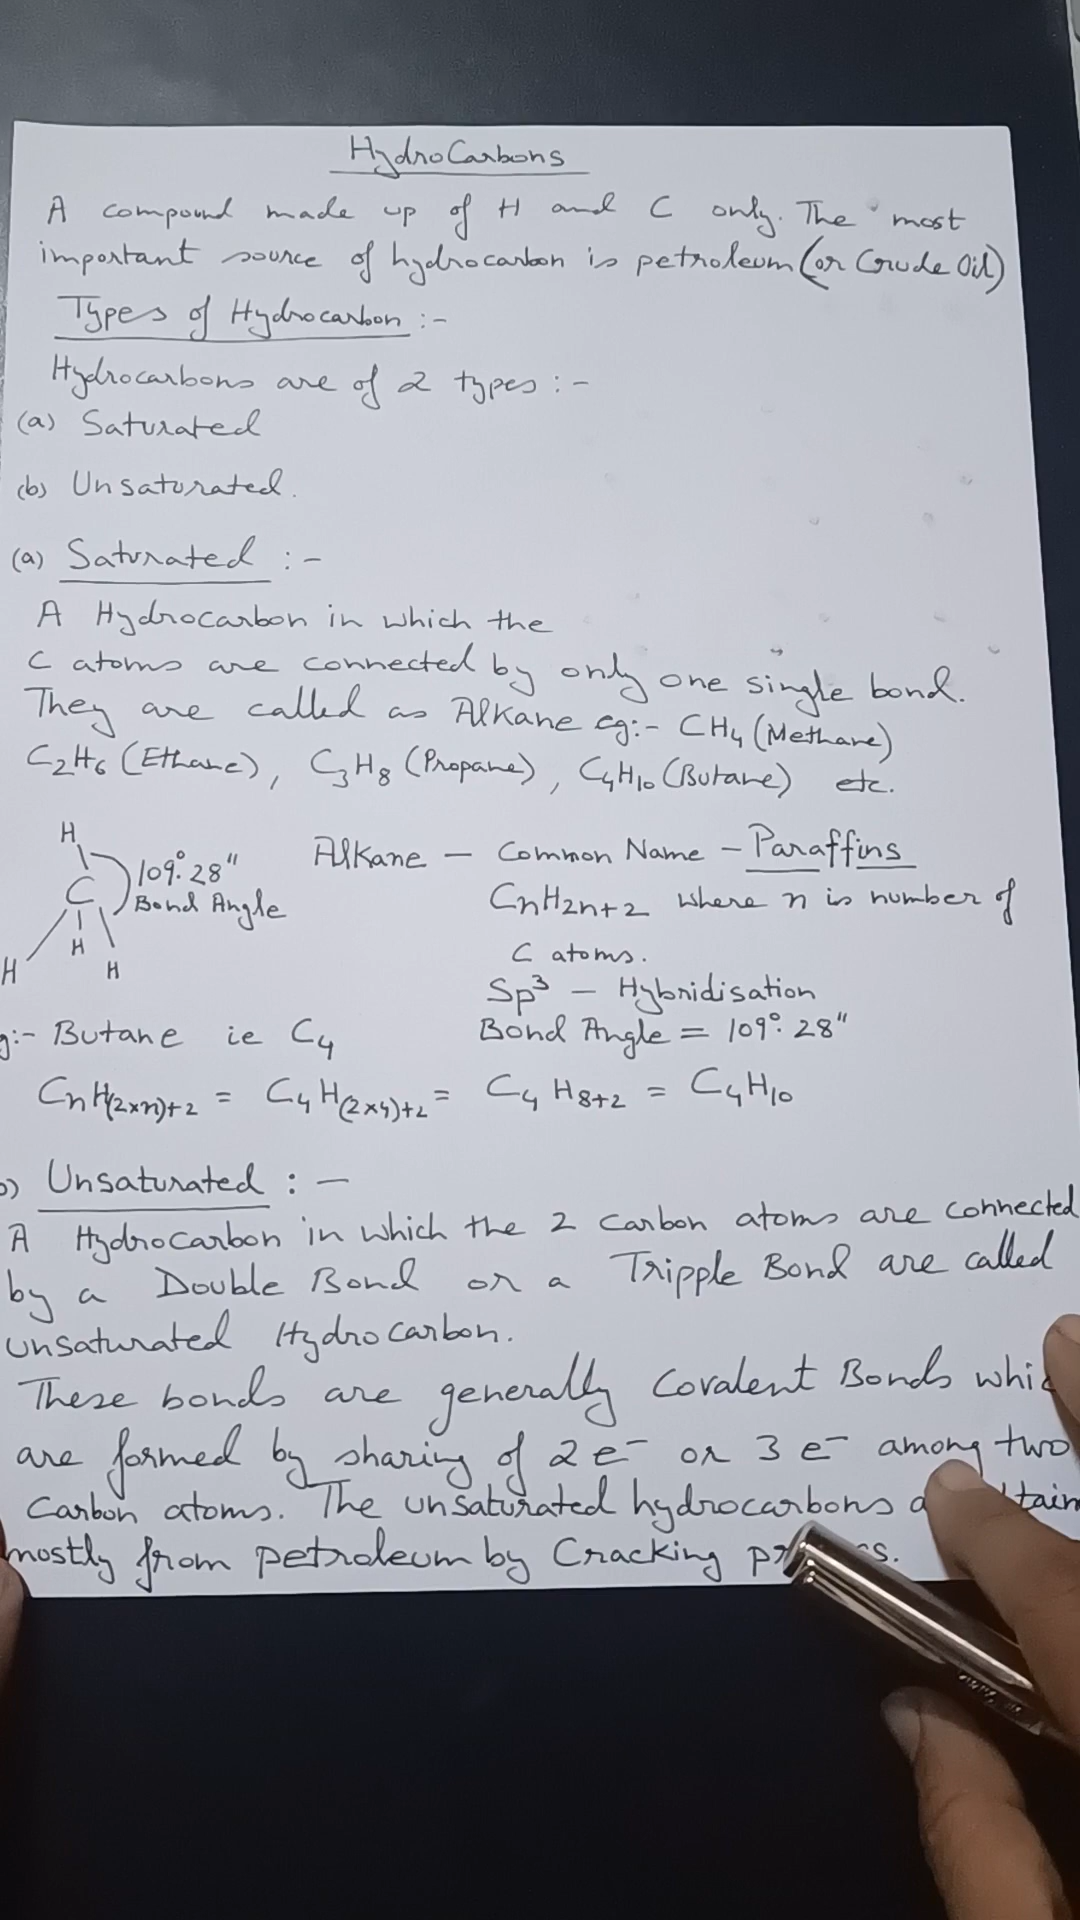 HydroCarbons
A compound made up of H and C only. The most
important source of hydrocarbon is petroleum (or Crude Oil)
Types of Hydrocarbon :-
Hydrocarbons are of 2 types :-
(a) Saturated
(b) Unsaturated.
(a) Saturated :-
A Hydrocarbon in which the
C atoms are connected by only one single bond.
They are called as Alkane eg:- CH₄ (Methane)
C₂H₆ (Ethane), C₃H₈ (Propane), C₄H₁₀ (Butane) etc.
H
109°.28"
C
Bond Angle
H
H
H
Alkane — Common Name - Paraffins
CnH2n+2 where n is number of
C atoms.
Sp³ — Hybridisation
Bond Angle = 109°.28"
g:- Butane ie C₄
CnH(2xn)+2 = C₄H(2x4)+2 = C₄H8+2 = C₄H₁₀
b) Unsaturated : —
A Hydrocarbon in which the 2 Carbon atoms are connected
by a Double Bond or a Tripple Bond are called
unsaturated Hydrocarbon.
These bonds are generally Covalent Bonds
are formed by sharing of 2 e⁻ or 3 e⁻ among two
Carbon atoms. The unsaturated hydrocarbons
mostly from petroleum by Cracking